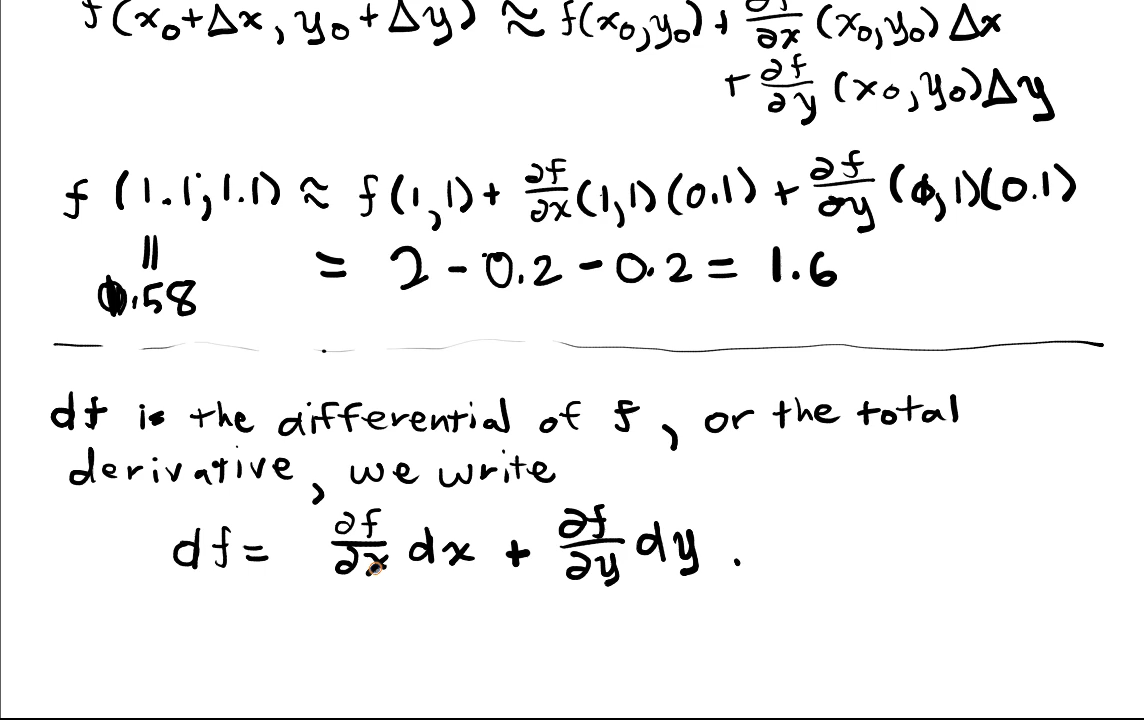 f(x₀+Δx, y₀+Δy) ≈ f(x₀,y₀) + ∂f/∂x (x₀,y₀) Δx
+ ∂f/∂y (x₀,y₀)Δy
f (1.1,1.1) ≈ f(1,1) + ∂f/∂x (1,1)(0.1) + ∂f/∂y (1,1)(0.1)
|| = 2 - 0.2 - 0.2 = 1.6
.58
df is the differential of f, or the total
derivative, we write
df = ∂f/∂x dx + ∂f/∂y dy .